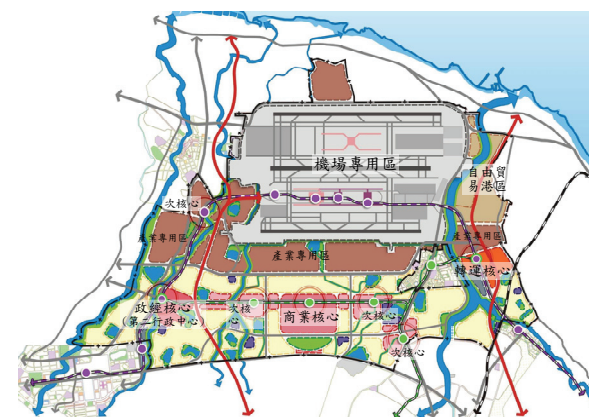 機場專用區
自由貿
易港區
次核心
產業專用區
產業專用區
產業專用區
轉運核心
政經核心
(第二行政中心)
次核
心
商業核心
次核心
次核心